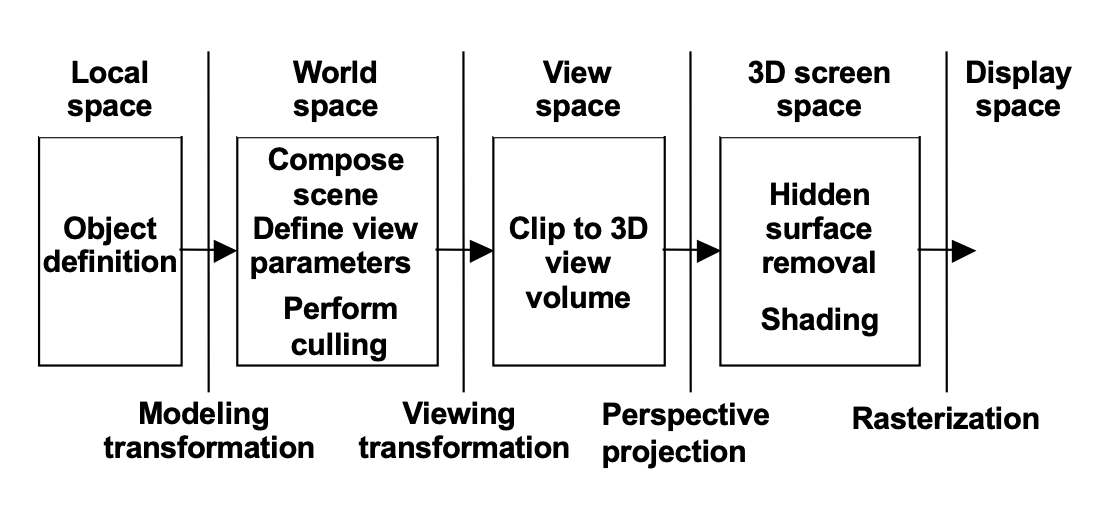 Local
space
World
space
View
space
3D screen
space
Display
space
Object
definition
Compose
scene
Define view
parameters
Perform
culling
Clip to 3D
view
volume
Hidden
surface
removal
Shading
Modeling
transformation
Viewing
transformation
Perspective
projection
Rasterization